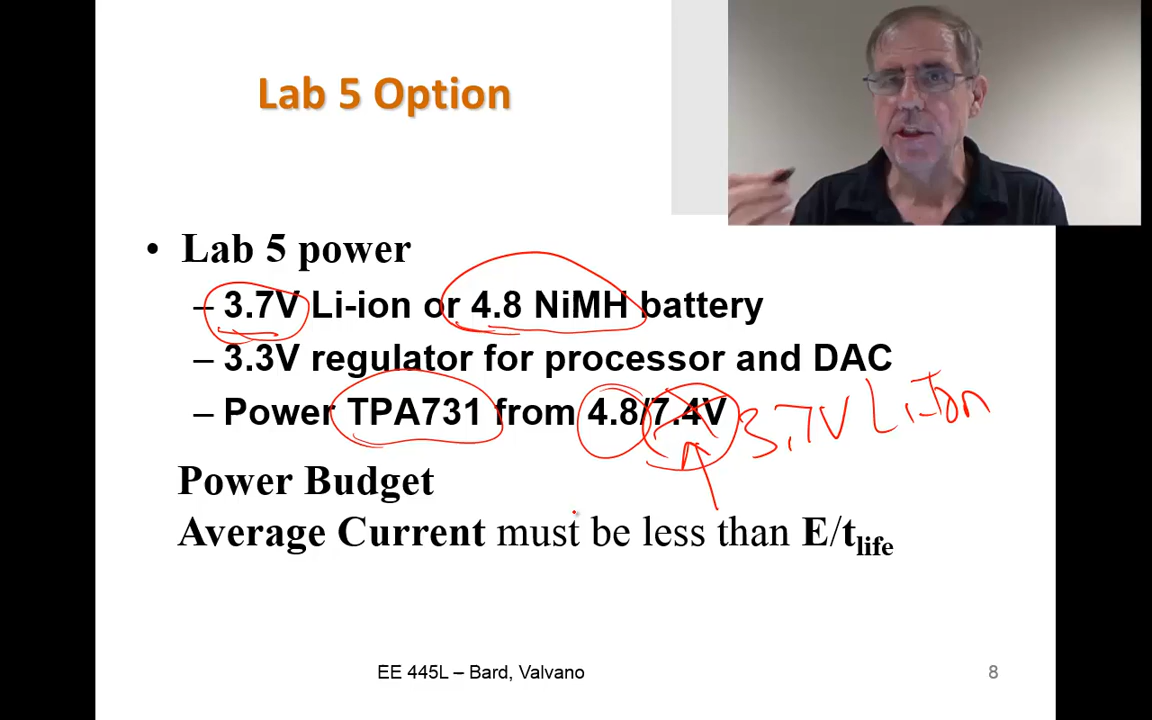 Lab 5 Option
• Lab 5 power
– 3.7V Li-ion or 4.8 NiMH battery
– 3.3V regulator for processor and DAC
– Power TPA731 from 4.8/7.4V 3.7V Li-Ion
Power Budget
Average Current must be less than E/tlife
EE 445L – Bard, Valvano
8